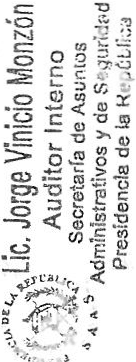 Lic. Jorge Vinicio Monzón
Auditor Interno
Secretaría de Asuntos
Administrativos y de Seguridad
Presidencia de la República